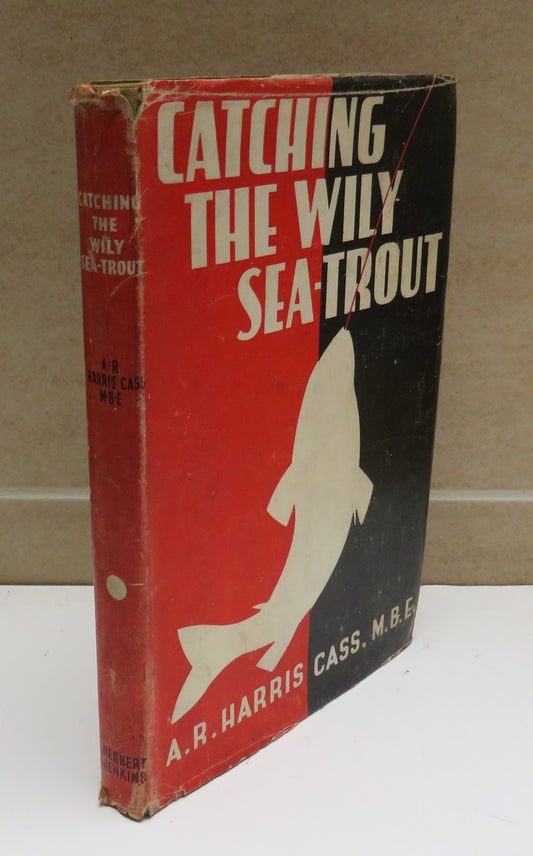 CATCHING
THE
WILY
SEA-TROUT
A·R
HARRIS CASS
M·B·E
HERBERT
JENKINS
CATCHING
THE WILY
SEA-TROUT
A.R. HARRIS CASS, M.B.E.